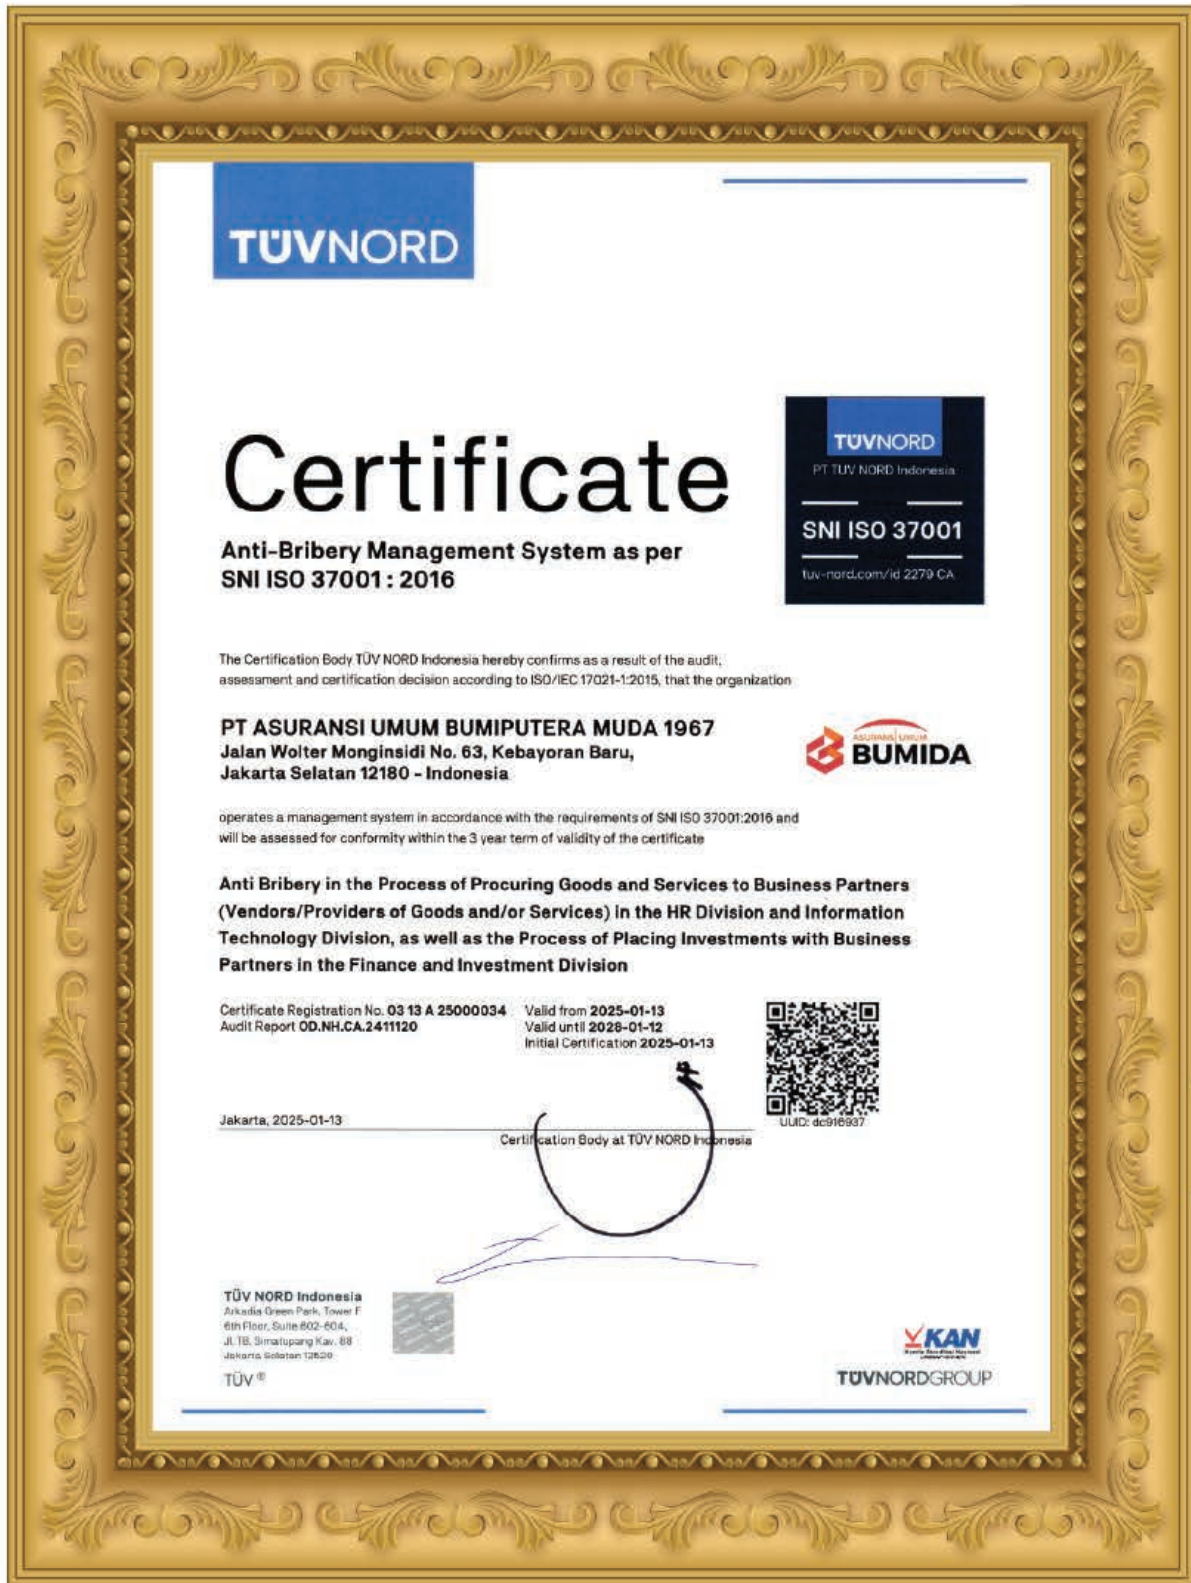 TÜVNORD
TÜVNORD
PT TUV NORD Indonesia
SNI ISO 37001
tuv-nord.com/id 2279 CA
Certificate
Anti-Bribery Management System as per
SNI ISO 37001 : 2016
The Certification Body TÜV NORD Indonesia hereby confirms as a result of the audit,
assessment and certification decision according to ISO/IEC 17021-1:2015, that the organization
PT ASURANSI UMUM BUMIPUTERA MUDA 1967
Jalan Wolter Monginsidi No. 63, Kebayoran Baru,
Jakarta Selatan 12180 - Indonesia
ASURANSI UMUM
BUMIDA
operates a management system in accordance with the requirements of SNI ISO 37001:2016 and
will be assessed for conformity within the 3 year term of validity of the certificate
Anti Bribery in the Process of Procuring Goods and Services to Business Partners
(Vendors/Providers of Goods and/or Services) in the HR Division and Information
Technology Division, as well as the Process of Placing Investments with Business
Partners in the Finance and Investment Division
Certificate Registration No. 03 13 A 25000034
Audit Report OD.NH.CA.2411120
Valid from 2025-01-13
Valid until 2028-01-12
Initial Certification 2025-01-13
UUID: dc916937
Jakarta, 2025-01-13
Certification Body at TÜV NORD Indonesia
TÜV NORD Indonesia
Arkadia Green Park, Tower F
6th Floor, Suite 602-604,
Jl. TB. Simatupang Kav. 88
Jakarta Selatan 12520
TÜV ®
KAN
Komite Akreditasi Nasional
TÜVNORDGROUP